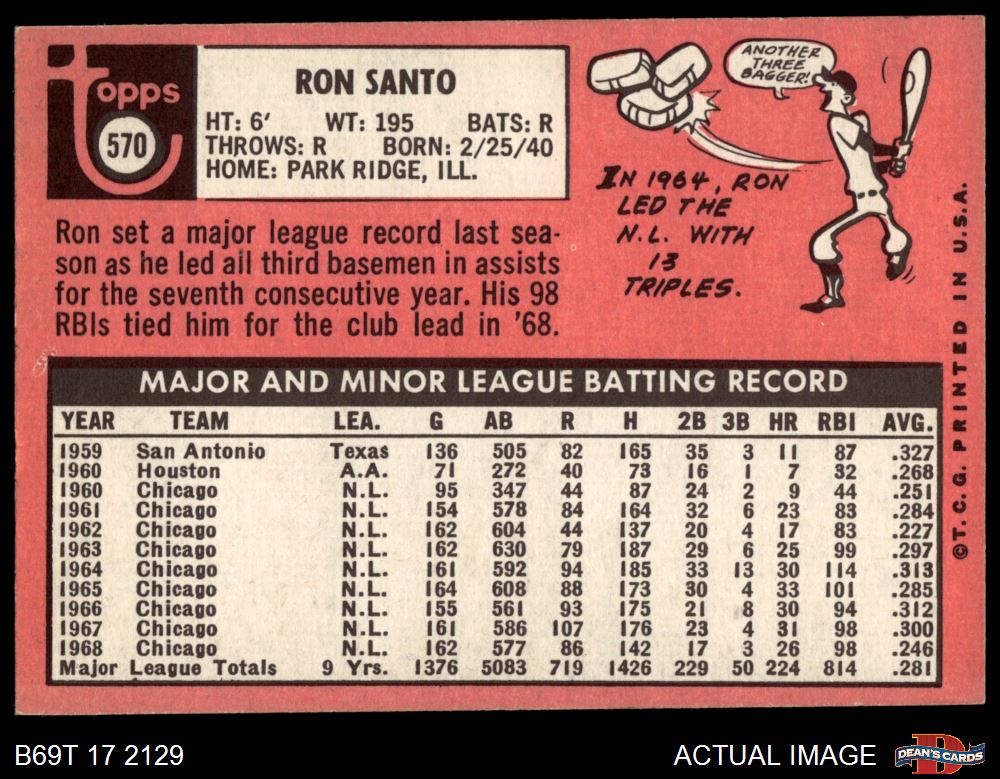 topps
570
RON SANTO
HT: 6' WT: 195 BATS: R
THROWS: R BORN: 2/25/40
HOME: PARK RIDGE, ILL.
ANOTHER
THREE
BAGGER!
IN 1964, RON
LED THE
N.L. WITH
13
TRIPLES.
Ron set a major league record last sea-
son as he led all third basemen in assists
for the seventh consecutive year. His 98
RBIs tied him for the club lead in '68.
MAJOR AND MINOR LEAGUE BATTING RECORD
YEAR TEAM LEA. G AB R H 2B 3B HR RBI AVG.
1959 San Antonio Texas 136 505 82 165 35 3 11 87 .327
1960 Houston A.A. 71 272 40 73 16 1 7 32 .268
1960 Chicago N.L. 95 347 44 87 24 2 9 44 .251
1961 Chicago N.L. 154 578 84 164 32 6 23 83 .284
1962 Chicago N.L. 162 604 44 137 20 4 17 83 .227
1963 Chicago N.L. 162 630 79 187 29 6 25 99 .297
1964 Chicago N.L. 161 592 94 185 33 13 30 114 .313
1965 Chicago N.L. 164 608 88 173 30 4 33 101 .285
1966 Chicago N.L. 155 561 93 175 21 8 30 94 .312
1967 Chicago N.L. 161 586 107 176 23 4 31 98 .300
1968 Chicago N.L. 162 577 86 142 17 3 26 98 .246
Major League Totals 9 Yrs. 1376 5083 719 1426 229 50 224 814 .281
©T.C.G. PRINTED IN U.S.A.
B69T 17 2129
ACTUAL IMAGE
DEAN'S CARDS